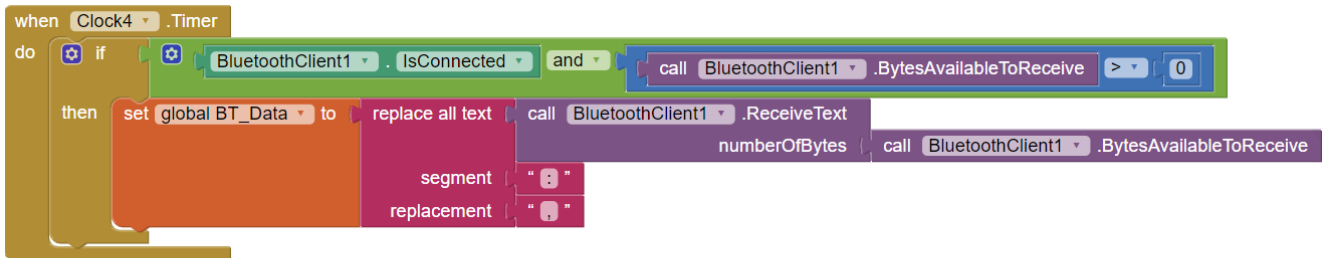 when Clock4 .Timer
do if BluetoothClient1 . IsConnected and call BluetoothClient1 .BytesAvailableToReceive > 0
then set global BT_Data to replace all text call BluetoothClient1 .ReceiveText
numberOfBytes call BluetoothClient1 .BytesAvailableToReceive
segment “ : ”
replacement “ , ”